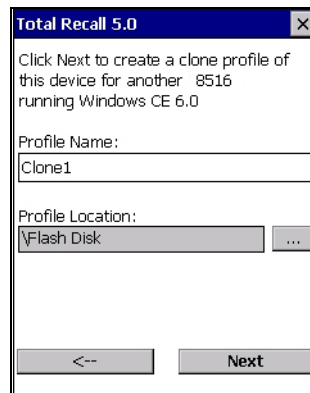 Total Recall 5.0
Click Next to create a clone profile of
this device for another 8516
running Windows CE 6.0
Profile Name:
Clone1
Profile Location:
\Flash Disk ...
<-- Next